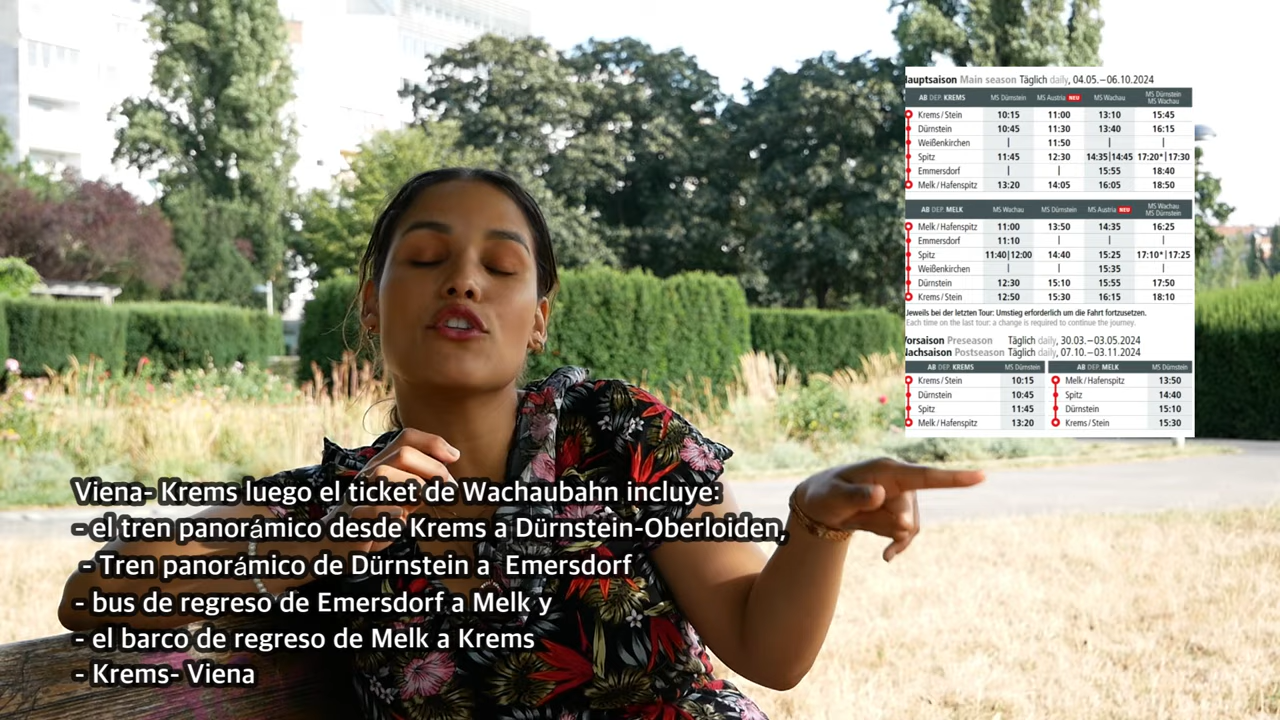 Hauptsaison Main season Täglich daily, 04.05.–06.10.2024
AB DEP. KREMS MS Dürnstein MS Austria NEU MS Wachau MS Dürnstein MS Wachau
Krems / Stein 10:15 11:00 13:10 15:45
Dürnstein 10:45 11:30 13:40 16:15
Weißenkirchen | 11:50 | |
Spitz 11:45 12:30 14:35|14:45 17:20*|17:30
Emmersdorf | | 15:55 18:40
Melk / Hafenspitz 13:20 14:05 16:05 18:50
AB DEP. MELK MS Wachau MS Dürnstein MS Austria NEU MS Wachau MS Dürnstein
Melk / Hafenspitz 11:00 13:50 14:35 16:25
Emmersdorf 11:10 | | |
Spitz 11:40|12:00 14:40 15:25 17:10*|17:25
Weißenkirchen | | 15:35 |
Dürnstein 12:30 15:10 15:55 17:50
Krems / Stein 12:50 15:30 16:15 18:10
Jeweils bei der letzten Tour: Umstieg erforderlich um die Fahrt fortzusetzen.
Each time on the last tour: a change is required to continue the journey.
Vorsaison Preseason Täglich daily, 30.03.–03.05.2024
Nachsaison Postseason Täglich daily, 07.10.–03.11.2024
AB DEP. KREMS MS Dürnstein AB DEP. MELK MS Dürnstein
Krems / Stein 10:15 Melk / Hafenspitz 13:50
Dürnstein 10:45 Spitz 14:40
Spitz 11:45 Dürnstein 15:10
Melk / Hafenspitz 13:20 Krems / Stein 15:30
Viena- Krems luego el ticket de Wachaubahn incluye:
- el tren panorámico desde Krems a Dürnstein-Oberloiden,
- Tren panorámico de Dürnstein a Emersdorf
- bus de regreso de Emersdorf a Melk y
- el barco de regreso de Melk a Krems
- Krems- Viena